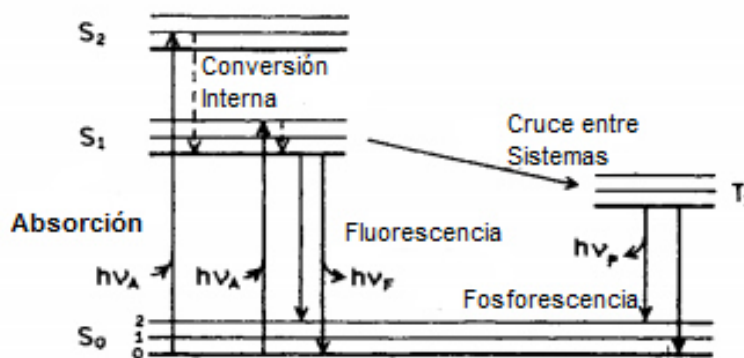 S₂
Conversión
Interna
S₁
Cruce entre
Sistemas
T
Absorción
Fluorescencia
hν_A
hν_A
hν_F
hν_P
Fosforescencia
S₀
2
1
0